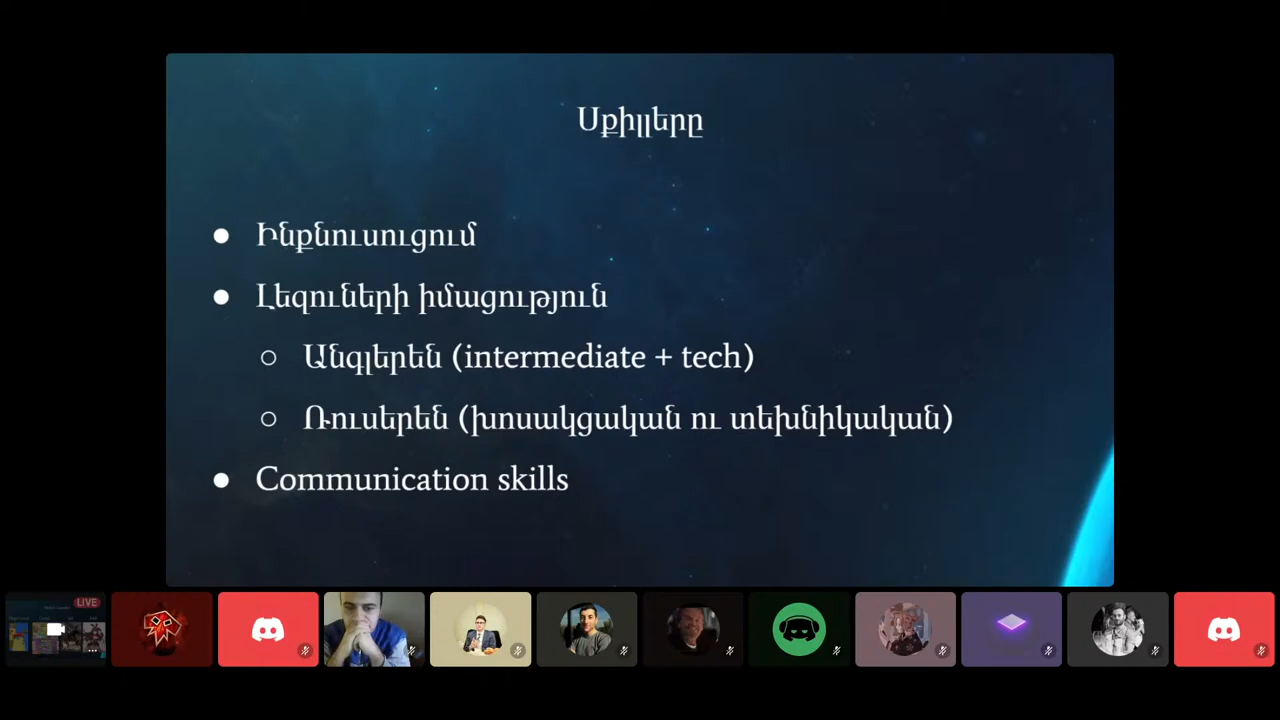 Սքիլլերը
● Ինքնուսուցում
● Լեզուների իմացություն
○ Անգլերեն (intermediate + tech)
○ Ռուսերեն (խոսակցական ու տեխնիկական)
● Communication skills
LIVE